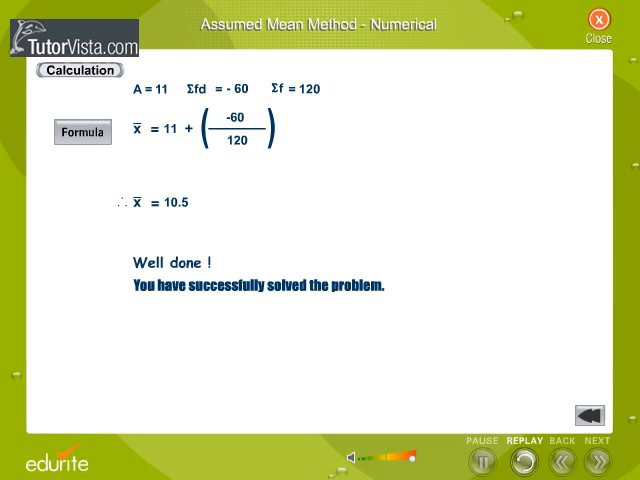 Assumed Mean Method - Numerical
x
Close
TutorVista.com
Calculation
A = 11 Σfd = - 60 Σf = 120
Formula
x̅ = 11 + ( -60 / 120 )
∴ x̅ = 10.5
Well done !
You have successfully solved the problem.
PAUSE REPLAY BACK NEXT
edurite